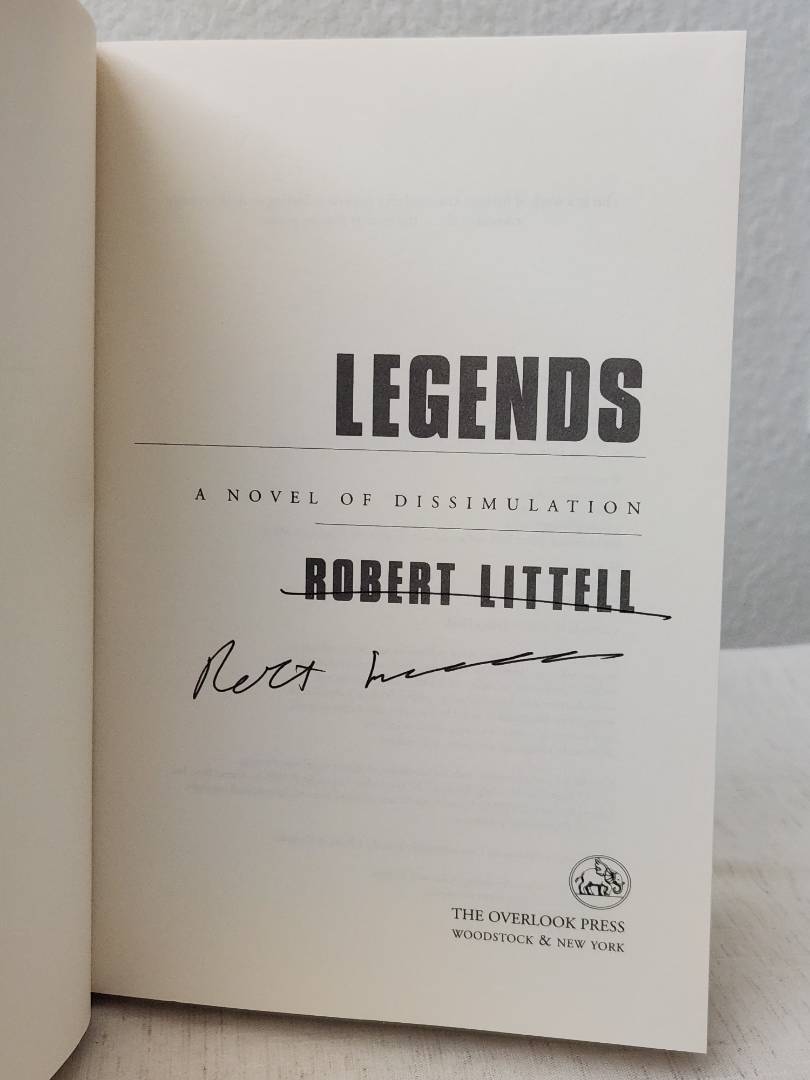 LEGENDS
A NOVEL OF DISSIMULATION
ROBERT LITTELL
THE OVERLOOK PRESS
WOODSTOCK & NEW YORK